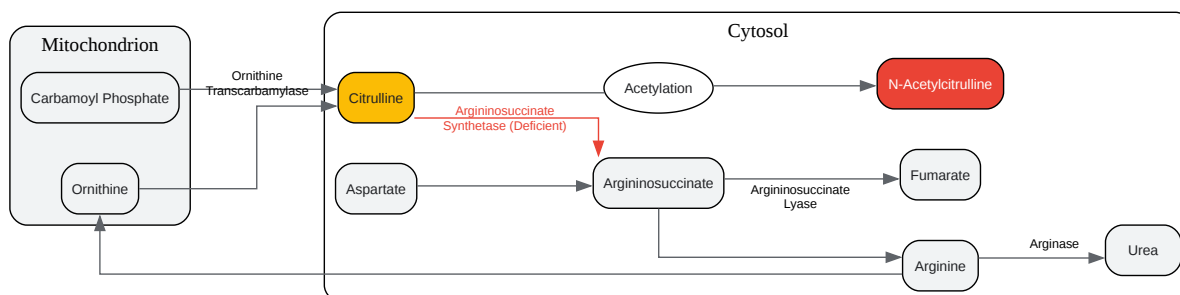 Mitochondrion
Cytosol
Carbamoyl Phosphate
Ornithine
Transcarbamylase
Citrulline
Acetylation
N-Acetylcitrulline
Argininosuccinate
Synthetase (Deficient)
Ornithine
Aspartate
Argininosuccinate
Argininosuccinate
Lyase
Fumarate
Arginine
Arginase
Urea